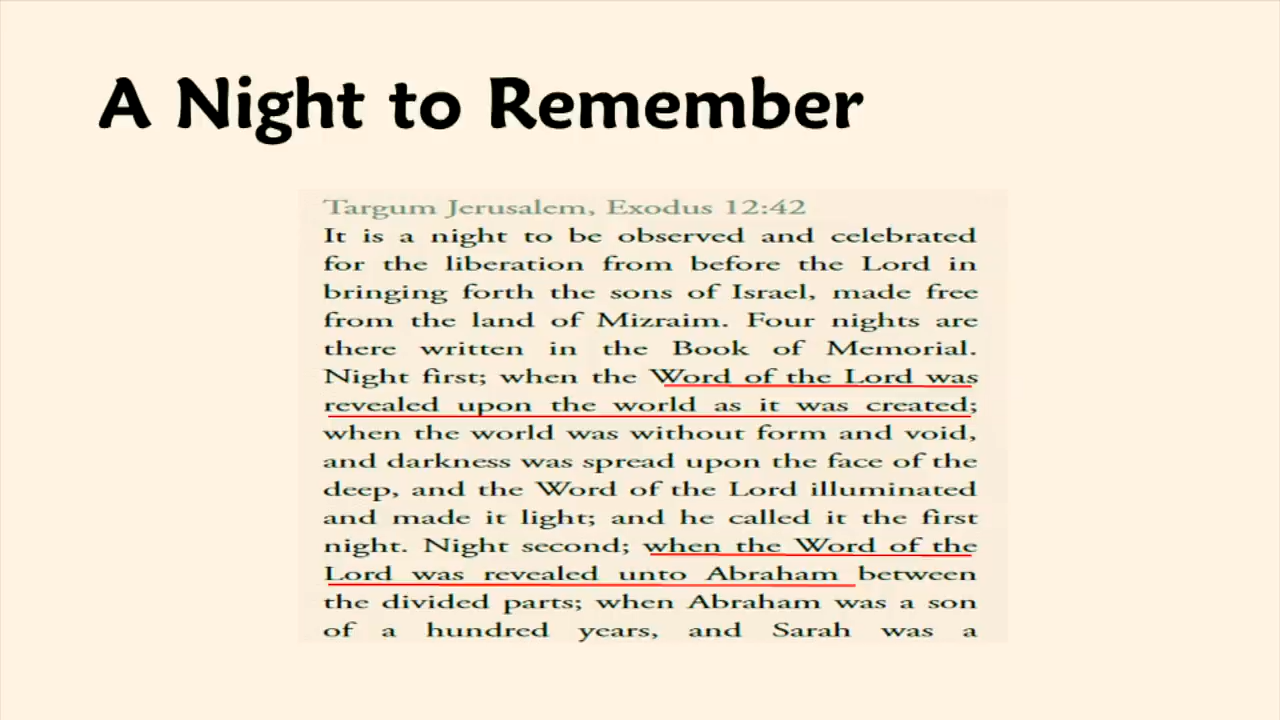 A Night to Remember
Targum Jerusalem, Exodus 12:42
It is a night to be observed and celebrated
for the liberation from before the Lord in
bringing forth the sons of Israel, made free
from the land of Mizraim. Four nights are
there written in the Book of Memorial.
Night first; when the Word of the Lord was
revealed upon the world as it was created;
when the world was without form and void,
and darkness was spread upon the face of the
deep, and the Word of the Lord illuminated
and made it light; and he called it the first
night. Night second; when the Word of the
Lord was revealed unto Abraham between
the divided parts; when Abraham was a son
of a hundred years, and Sarah was a